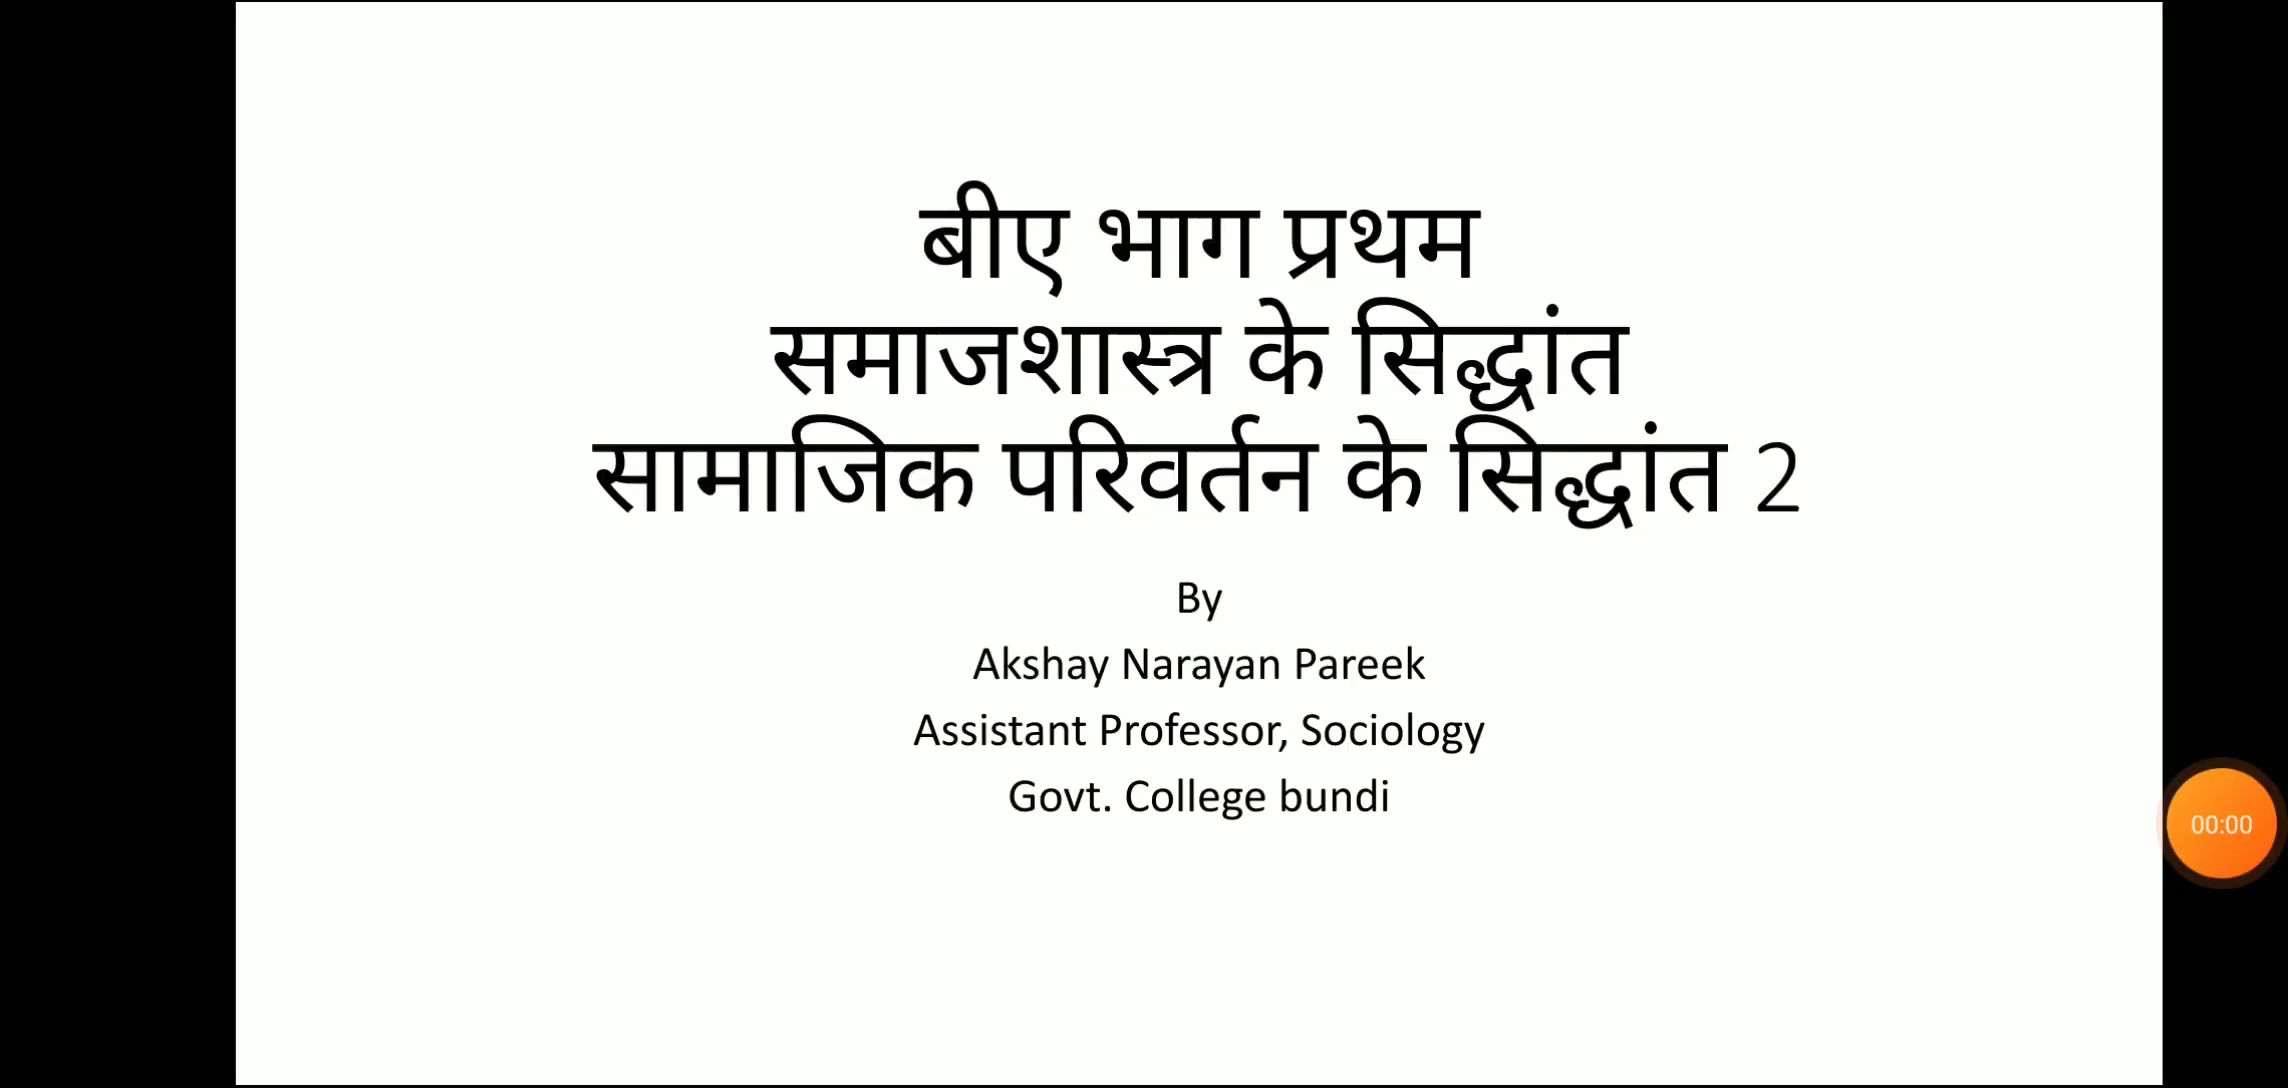 बीए भाग प्रथम
समाजशास्त्र के सिद्धांत
सामाजिक परिवर्तन के सिद्धांत 2
By
Akshay Narayan Pareek
Assistant Professor, Sociology
Govt. College bundi
00:00